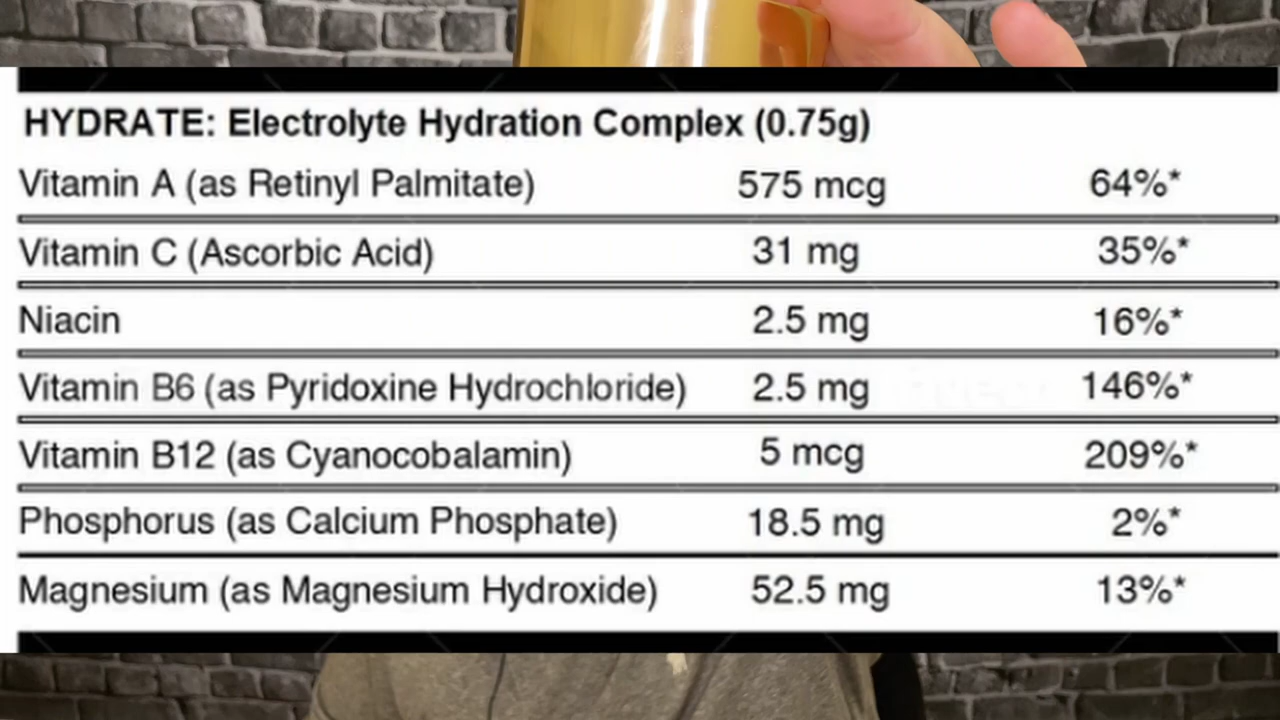 HYDRATE: Electrolyte Hydration Complex (0.75g)
Vitamin A (as Retinyl Palmitate) 575 mcg 64%*
Vitamin C (Ascorbic Acid) 31 mg 35%*
Niacin 2.5 mg 16%*
Vitamin B6 (as Pyridoxine Hydrochloride) 2.5 mg 146%*
Vitamin B12 (as Cyanocobalamin) 5 mcg 209%*
Phosphorus (as Calcium Phosphate) 18.5 mg 2%*
Magnesium (as Magnesium Hydroxide) 52.5 mg 13%*